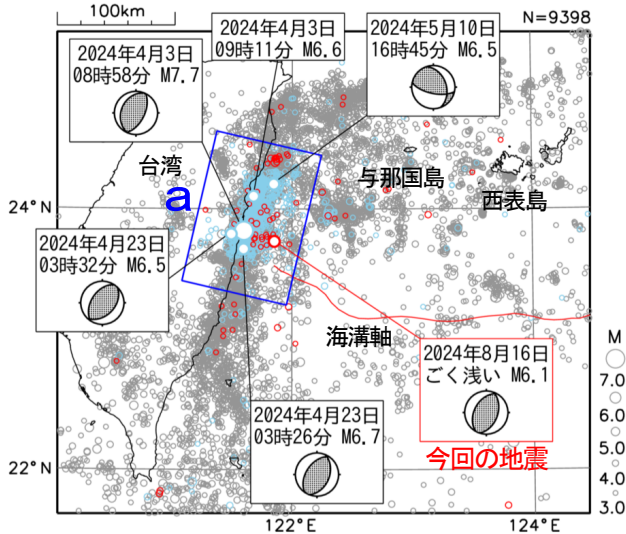 100km
N=9398
2024年4月3日
09時11分 M6.6
2024年5月10日
16時45分 M6.5
2024年4月3日
08時58分 M7.7
台湾
a
与那国島
西表島
24°N
2024年4月23日
03時32分 M6.5
海溝軸
2024年8月16日
ごく浅い M6.1
今回の地震
2024年4月23日
03時26分 M6.7
M
7.0
6.0
5.0
4.0
3.0
22°N
122°E
124°E